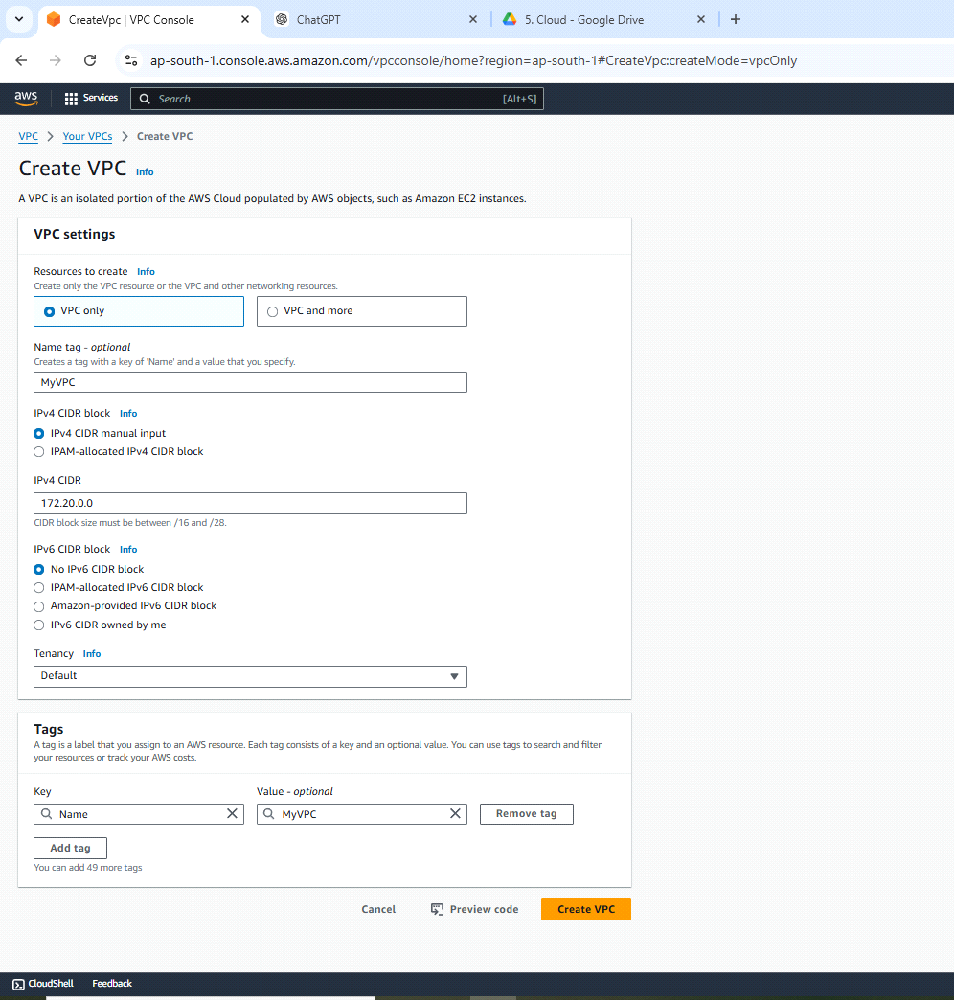 CreateVpc | VPC Console
ChatGPT
5. Cloud - Google Drive
ap-south-1.console.aws.amazon.com/vpcconsole/home?region=ap-south-1#CreateVpc:createMode=vpcOnly
aws Services Search [Alt+S]
VPC Your VPCs Create VPC
Create VPC Info
A VPC is an isolated portion of the AWS Cloud populated by AWS objects, such as Amazon EC2 instances.
VPC settings
Resources to create Info
Create only the VPC resource or the VPC and other networking resources.
VPC only VPC and more
Name tag - optional
Creates a tag with a key of 'Name' and a value that you specify.
MyVPC
IPv4 CIDR block Info
IPv4 CIDR manual input
IPAM-allocated IPv4 CIDR block
IPv4 CIDR
172.20.0.0
CIDR block size must be between /16 and /28.
IPv6 CIDR block Info
No IPv6 CIDR block
IPAM-allocated IPv6 CIDR block
Amazon-provided IPv6 CIDR block
IPv6 CIDR owned by me
Tenancy Info
Default
Tags
A tag is a label that you assign to an AWS resource. Each tag consists of a key and an optional value. You can use tags to search and filter
your resources or track your AWS costs.
Key Value - optional
Name MyVPC Remove tag
Add tag
You can add 49 more tags
Cancel Preview code Create VPC
CloudShell Feedback